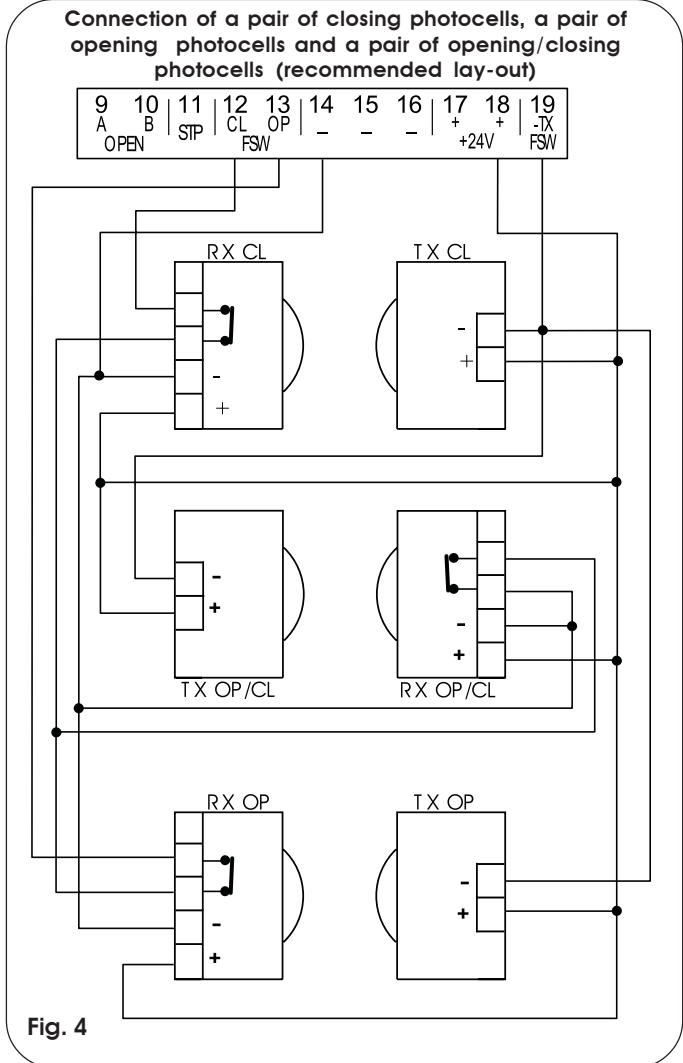 Connection of a pair of closing photocells, a pair of
opening photocells and a pair of opening/closing
photocells (recommended lay-out)
9 10 11 12 13 14 15 16 17 18 19
A B STP CL OP – – – + + -TX
OPEN FSW +24V FSW
RX CL TX CL
-
+
-
+
-
+
-
+
TX OP/CL RX OP/CL
RX OP TX OP
-
+
-
+
Fig. 4